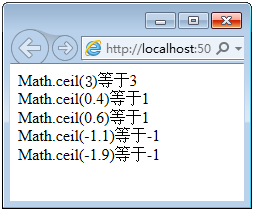 http://localhost:50
Math.ceil(3)等于3
Math.ceil(0.4)等于1
Math.ceil(0.6)等于1
Math.ceil(-1.1)等于-1
Math.ceil(-1.9)等于-1